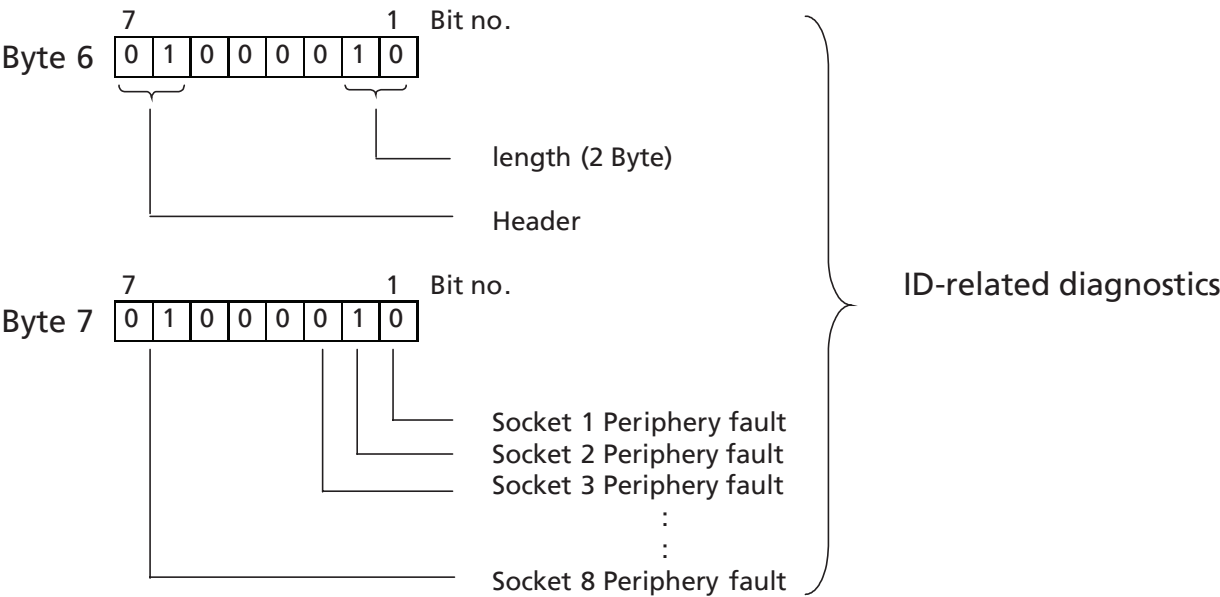 7 1 Bit no.
Byte 6 0 1 0 0 0 0 1 0
length (2 Byte)
Header
7 1 Bit no.
Byte 7 0 1 0 0 0 0 1 0
ID-related diagnostics
Socket 1 Periphery fault
Socket 2 Periphery fault
Socket 3 Periphery fault
:
:
Socket 8 Periphery fault